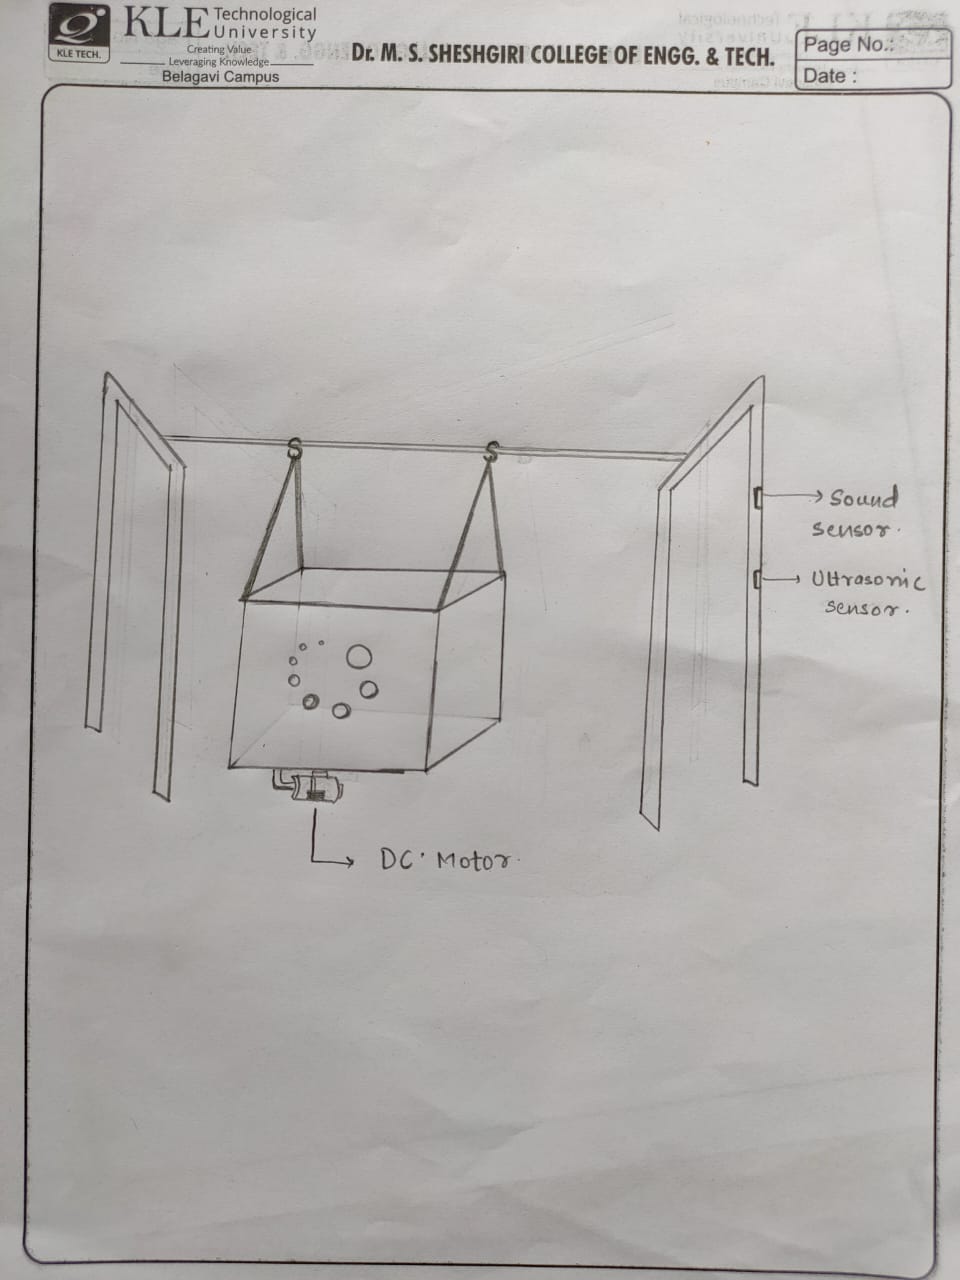 KLE Technological
University
KLE TECH.
Creating Value
Leveraging Knowledge
Belagavi Campus
Dr. M. S. SHESHGIRI COLLEGE OF ENGG. & TECH.
Page No.:
Date :
S
S
Sound
sensor.
Ultrasonic
sensor.
DC Motor.